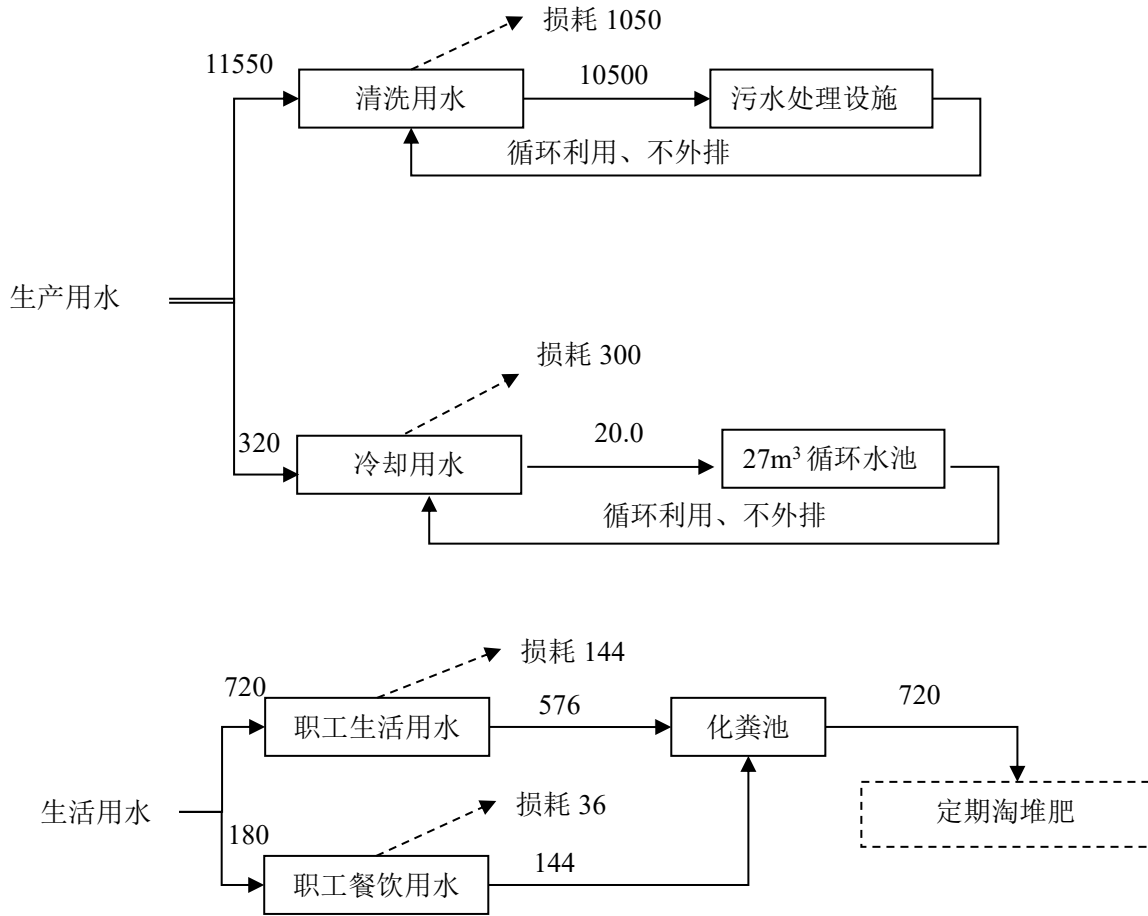 损耗 1050
11550
清洗用水
10500
污水处理设施
循环利用、不外排
生产用水
损耗 300
320
冷却用水
20.0
27m³ 循环水池
循环利用、不外排
损耗 144
720
职工生活用水
576
化粪池
720
生活用水
损耗 36
定期淘堆肥
180
职工餐饮用水
144